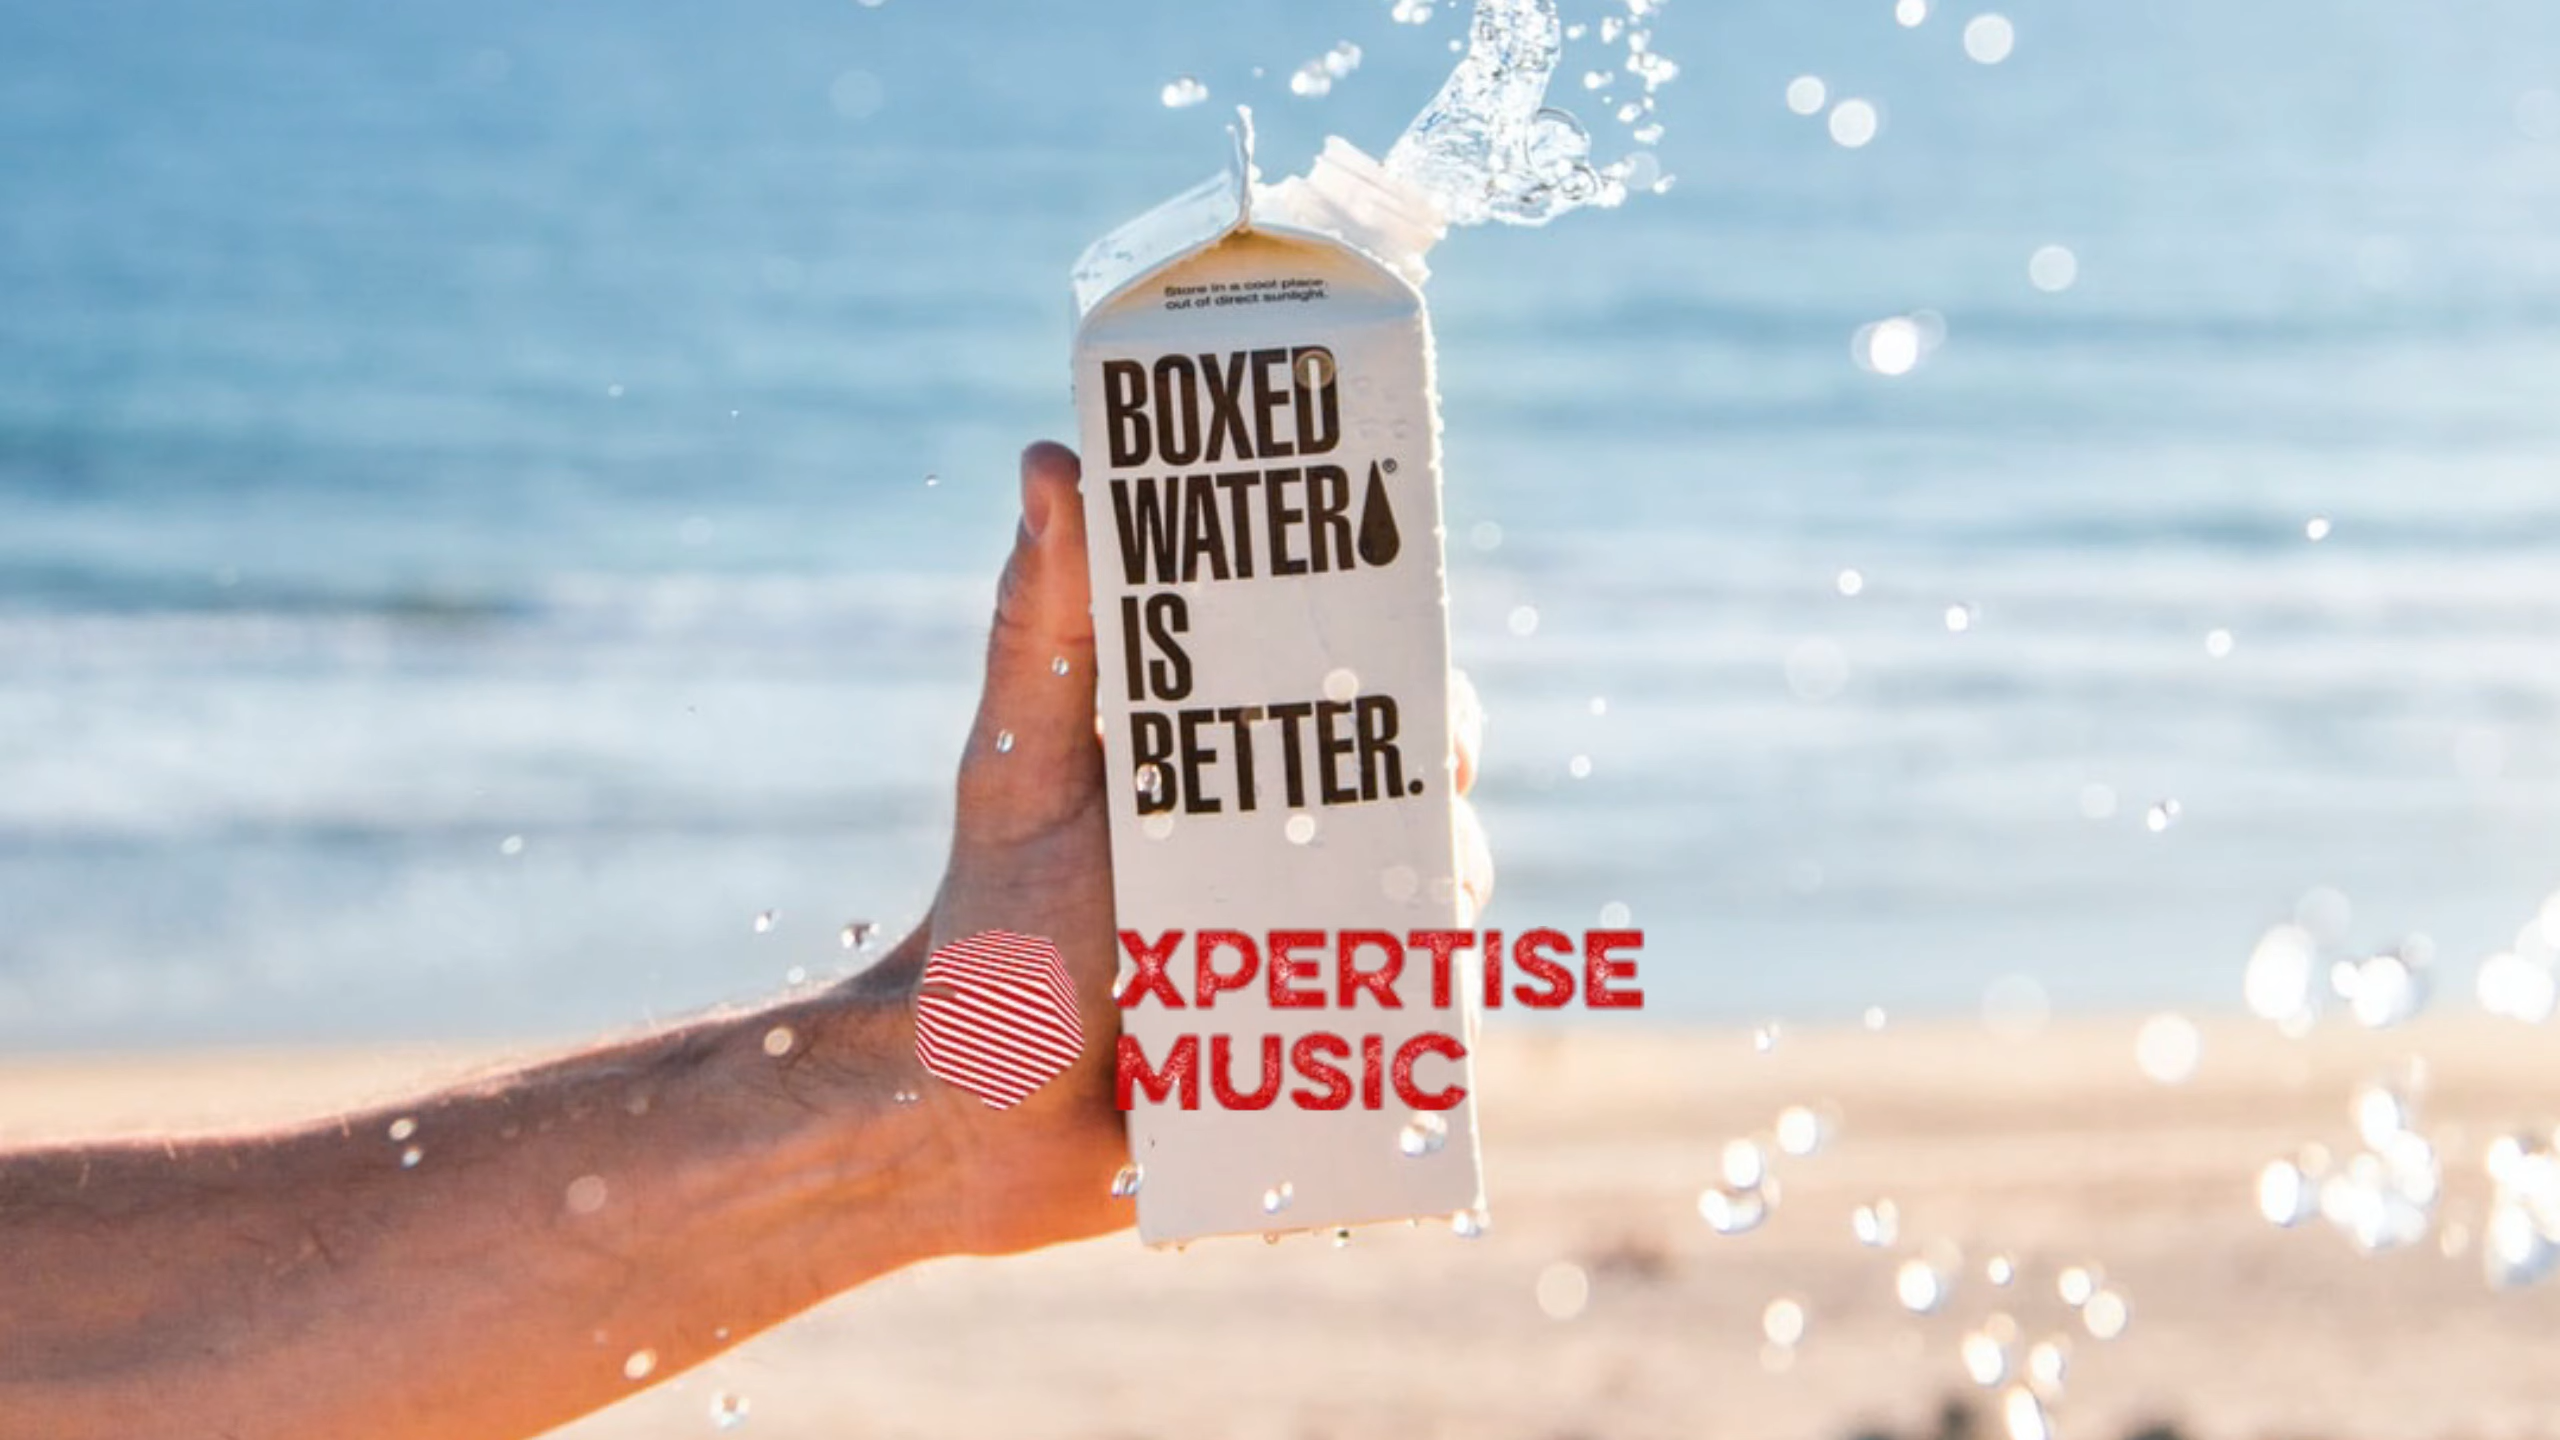 Store in a cool place
out of direct sunlight.
BOXED
WATER®
IS
BETTER.
XPERTISE
MUSIC